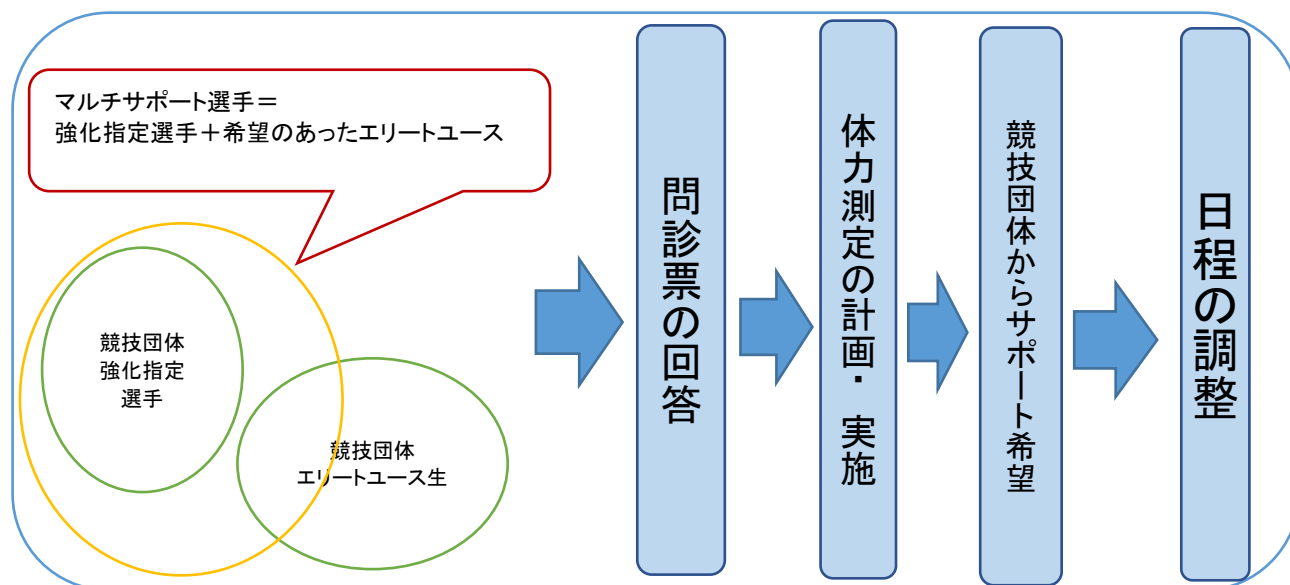 マルチサポート選手＝
強化指定選手＋希望のあったエリートユース
競技団体
強化指定
選手
競技団体
エリートユース生
問診票の回答
体力測定の計画・ 実施
競技団体からサポート希望
日程の調整